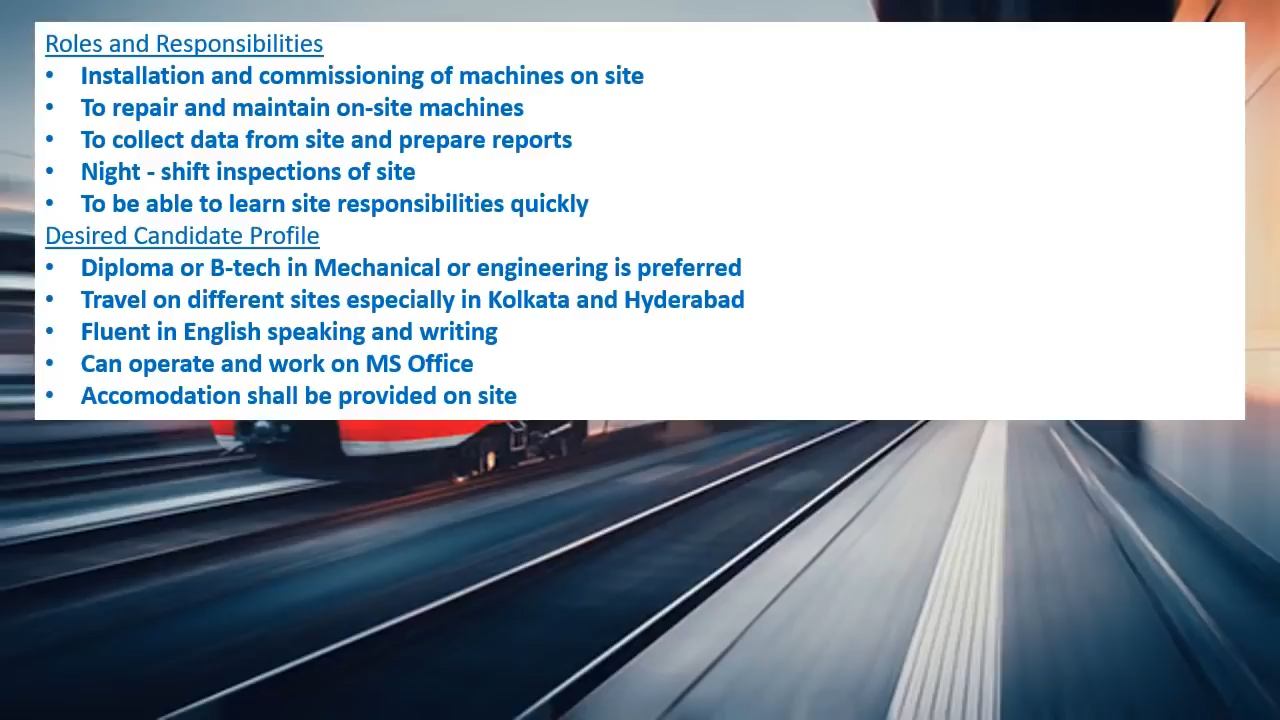 Roles and Responsibilities
• Installation and commissioning of machines on site
• To repair and maintain on-site machines
• To collect data from site and prepare reports
• Night - shift inspections of site
• To be able to learn site responsibilities quickly
Desired Candidate Profile
• Diploma or B-tech in Mechanical or engineering is preferred
• Travel on different sites especially in Kolkata and Hyderabad
• Fluent in English speaking and writing
• Can operate and work on MS Office
• Accomodation shall be provided on site